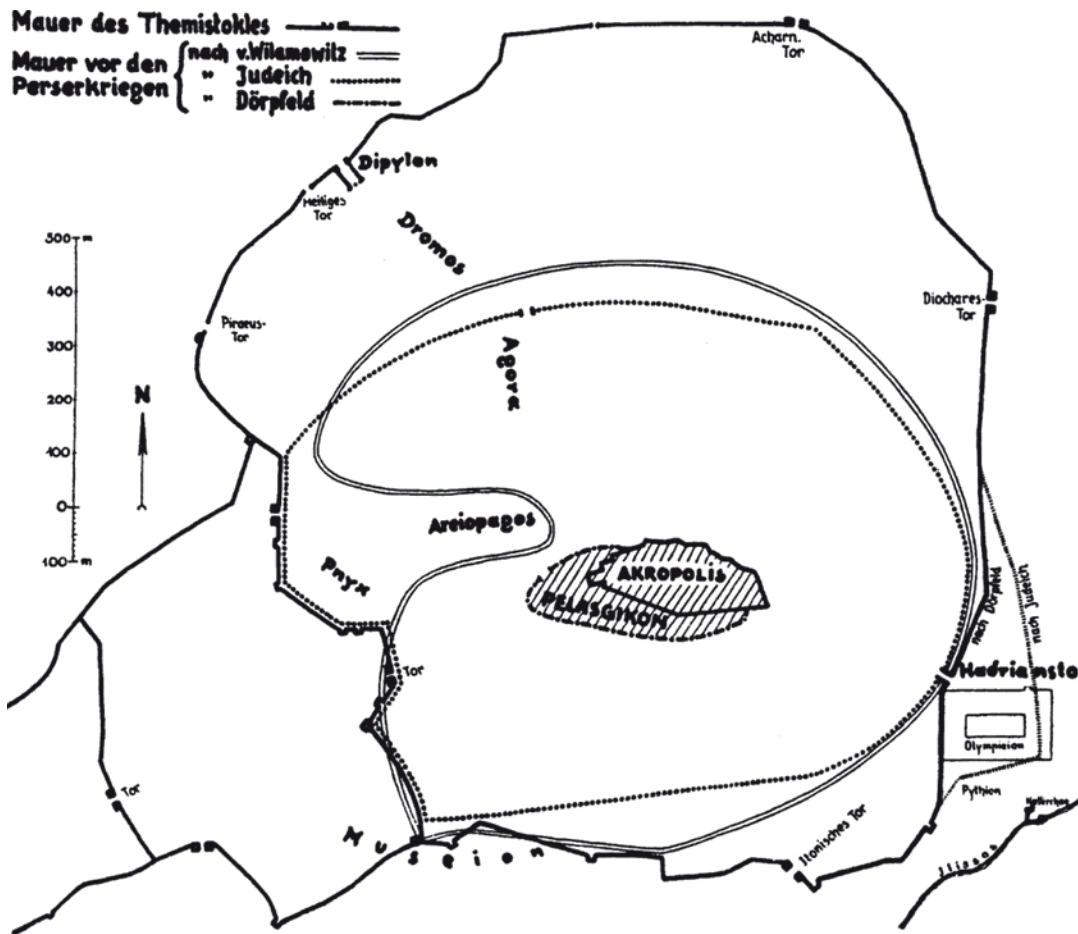 Mauer des Themistokles
Mauer vor den Perserkriegen
nach v. Wilamowitz
" Judeich
" Dörpfeld
Acharn. Tor
Dipylon
Heiliges Tor
Dromos
500 m
400
300
200
100
0
100 m
N
Piraeus-Tor
Diochares-Tor
Agora
Areiopagos
Pnyx
AKROPOLIS
PELASGIKON
nach Dörpfeld
nach Judeich
Hadriansto
Tor
Olympieion
Tor
Pythion
Kallirrhoe
Museion
Itonisches Tor
Ilissos